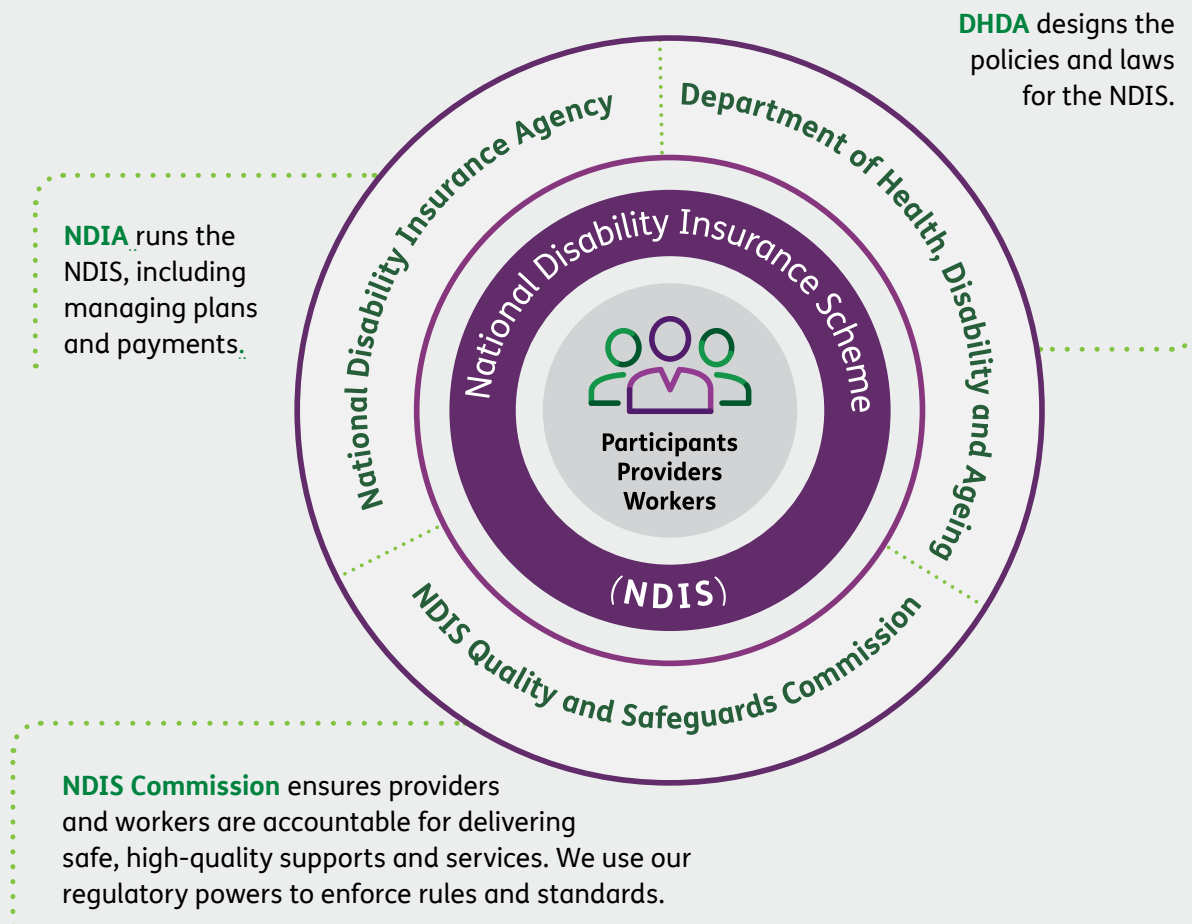 DHDA designs the
policies and laws
for the NDIS.
National Disability Insurance Agency
Department of Health, Disability and Ageing
NDIA runs the
NDIS, including
managing plans
and payments.
National Disability Insurance Scheme
(NDIS)
Participants
Providers
Workers
NDIS Quality and Safeguards Commission
NDIS Commission ensures providers
and workers are accountable for delivering
safe, high-quality supports and services. We use our
regulatory powers to enforce rules and standards.